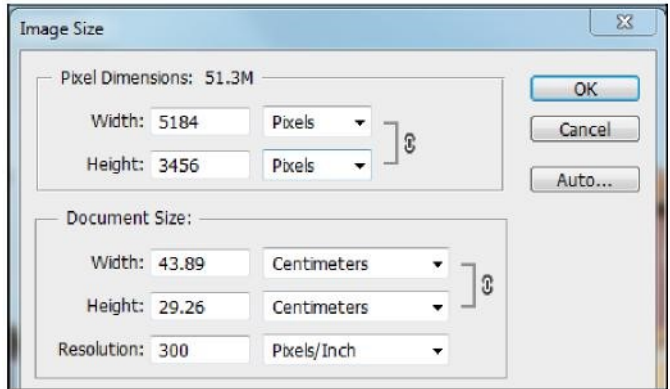 Image Size
Pixel Dimensions: 51.3M
OK
Width: 5184 Pixels
Cancel
Height: 3456 Pixels
Auto...
Document Size:
Width: 43.89 Centimeters
Height: 29.26 Centimeters
Resolution: 300 Pixels/Inch